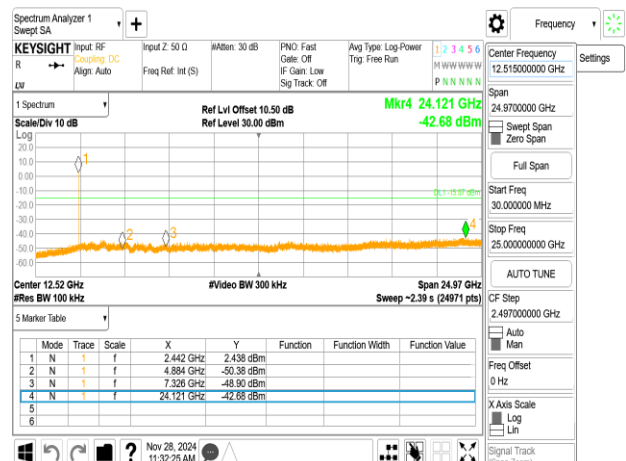 Spectrum Analyzer 1
Swept SA
Frequency
KEYSIGHT
R
Input: RF
Coupling: DC
Align: Auto
Input Z: 50 Ω
Freq Ref: Int (S)
#Atten: 30 dB
PNO: Fast
Gate: Off
IF Gain: Low
Sig Track: Off
Avg Type: Log-Power
Trig: Free Run
1 2 3 4 5 6
M W W W W W
P N N N N N
Settings
Center Frequency
12.515000000 GHz
Span
24.9700000 GHz
Swept Span
Zero Span
Full Span
Start Freq
30.000000 MHz
Stop Freq
25.000000000 GHz
AUTO TUNE
CF Step
2.497000000 GHz
Auto
Man
Freq Offset
0 Hz
X Axis Scale
Log
Lin
Signal Track
1 Spectrum
Scale/Div 10 dB
Ref Lvl Offset 10.50 dB
Ref Level 30.00 dBm
Mkr4 24.121 GHz
-42.68 dBm
Log
20.0
10.0
0.00
-10.0
-20.0
-30.0
-40.0
-50.0
-60.0
1
2
3
4
Center 12.52 GHz
#Video BW 300 kHz
Span 24.97 GHz
#Res BW 100 kHz
Sweep ~2.39 s (24971 pts)
5 Marker Table
Mode Trace Scale X Y Function Function Width Function Value
1 N 1 f 2.442 GHz 2.438 dBm
2 N 1 f 4.884 GHz -50.38 dBm
3 N 1 f 7.326 GHz -48.90 dBm
4 N 1 f 24.121 GHz -42.68 dBm
5
6
?
Nov 28, 2024
11:32:25 AM